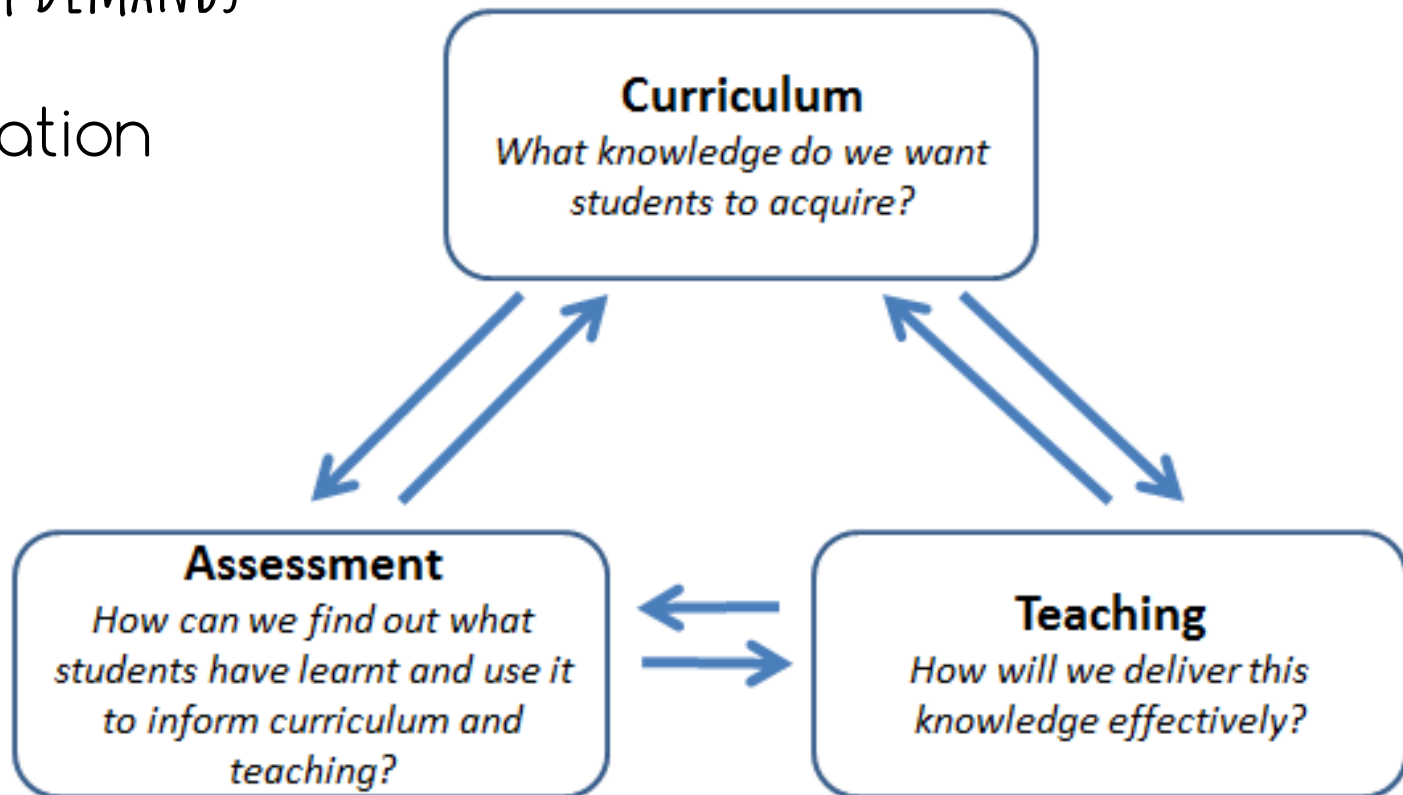 DEMANDS
ation
Curriculum
What knowledge do we want
students to acquire?
Assessment
How can we find out what
students have learnt and use it
to inform curriculum and
teaching?
Teaching
How will we deliver this
knowledge effectively?